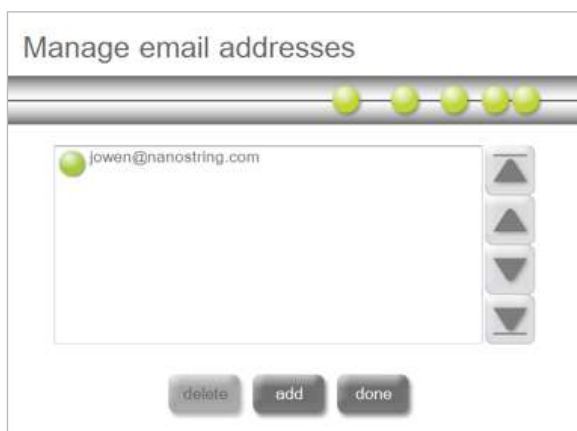 Manage email addresses
jowen@nanostring.com
delete
add
done